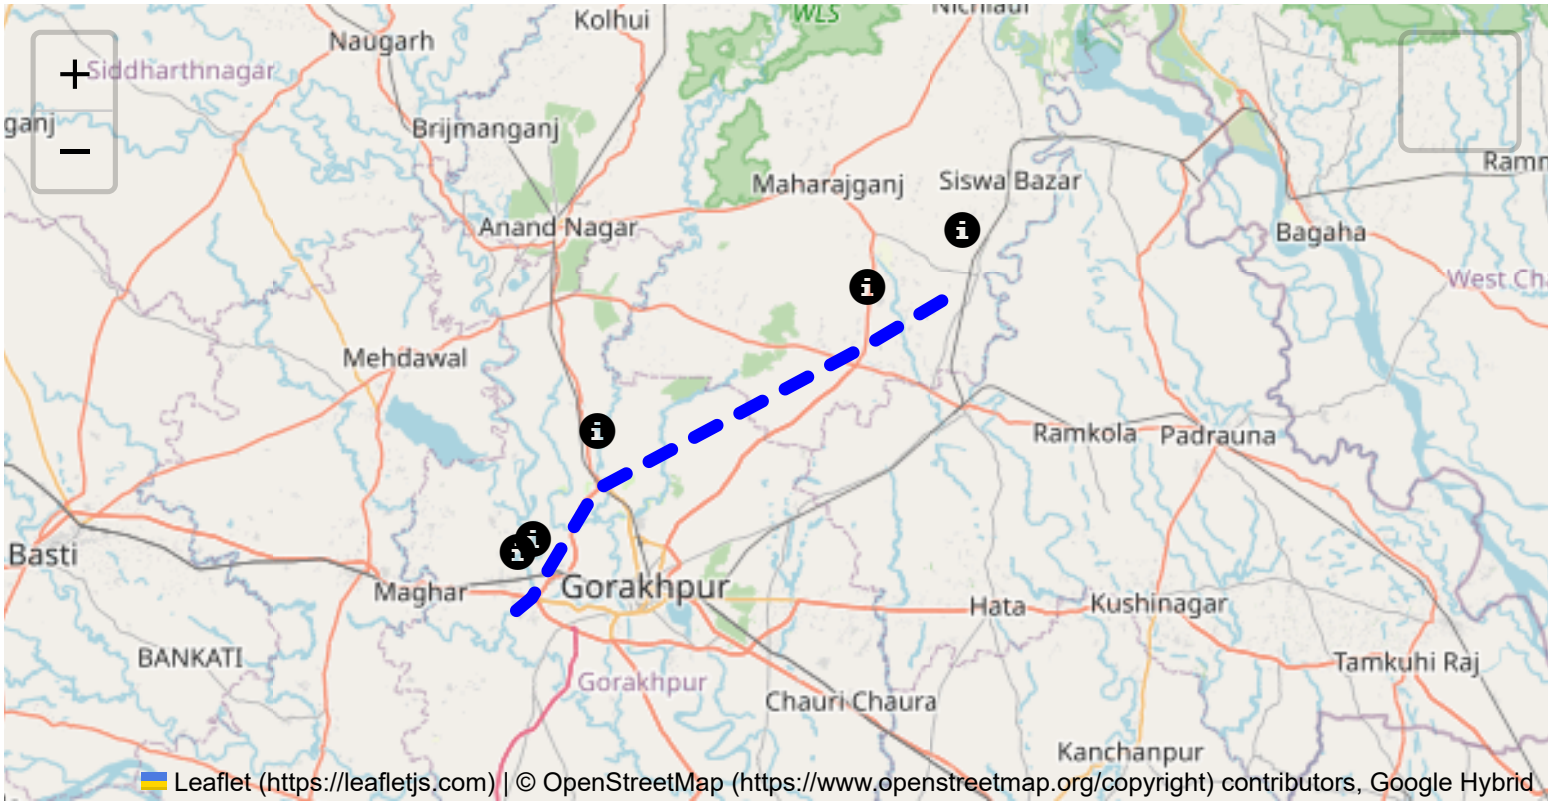 WLS
Nichlaul
Kolhui
Naugarh
Siddharthnagar
+
ganj
Brijmanganj
−
Ramn
Maharajganj
Siswa Bazar
Anand Nagar
Bagaha
West Ch
Mehdawal
Ramkola
Padrauna
Basti
Maghar
Gorakhpur
Hata
Kushinagar
BANKATI
Tamkuhi Raj
Gorakhpur
Chauri Chaura
Kanchanpur
Leaflet (https://leafletjs.com) | © OpenStreetMap (https://www.openstreetmap.org/copyright) contributors, Google Hybrid